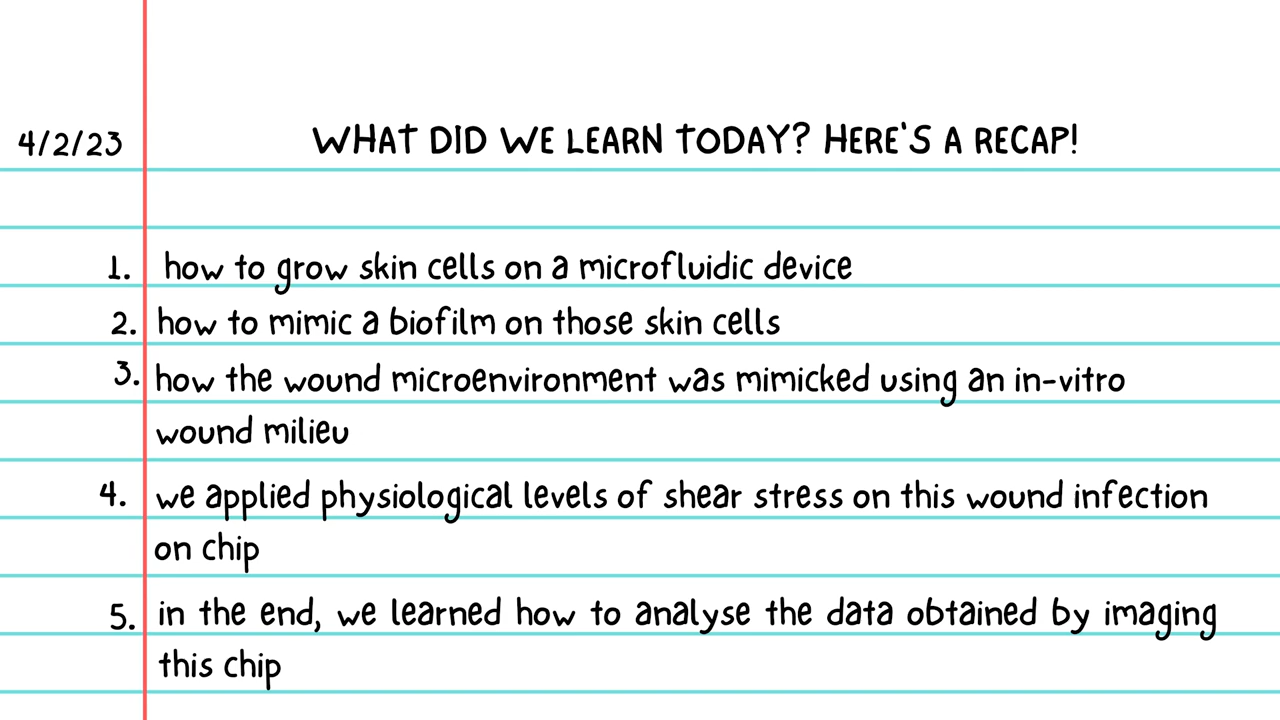 4/2/23
WHAT DID WE LEARN TODAY? HERE'S A RECAP!
1. how to grow skin cells on a microfluidic device
2. how to mimic a biofilm on those skin cells
3. how the wound microenvironment was mimicked using an in-vitro
wound milieu
4. we applied physiological levels of shear stress on this wound infection
on chip
5. in the end, we learned how to analyse the data obtained by imaging
this chip